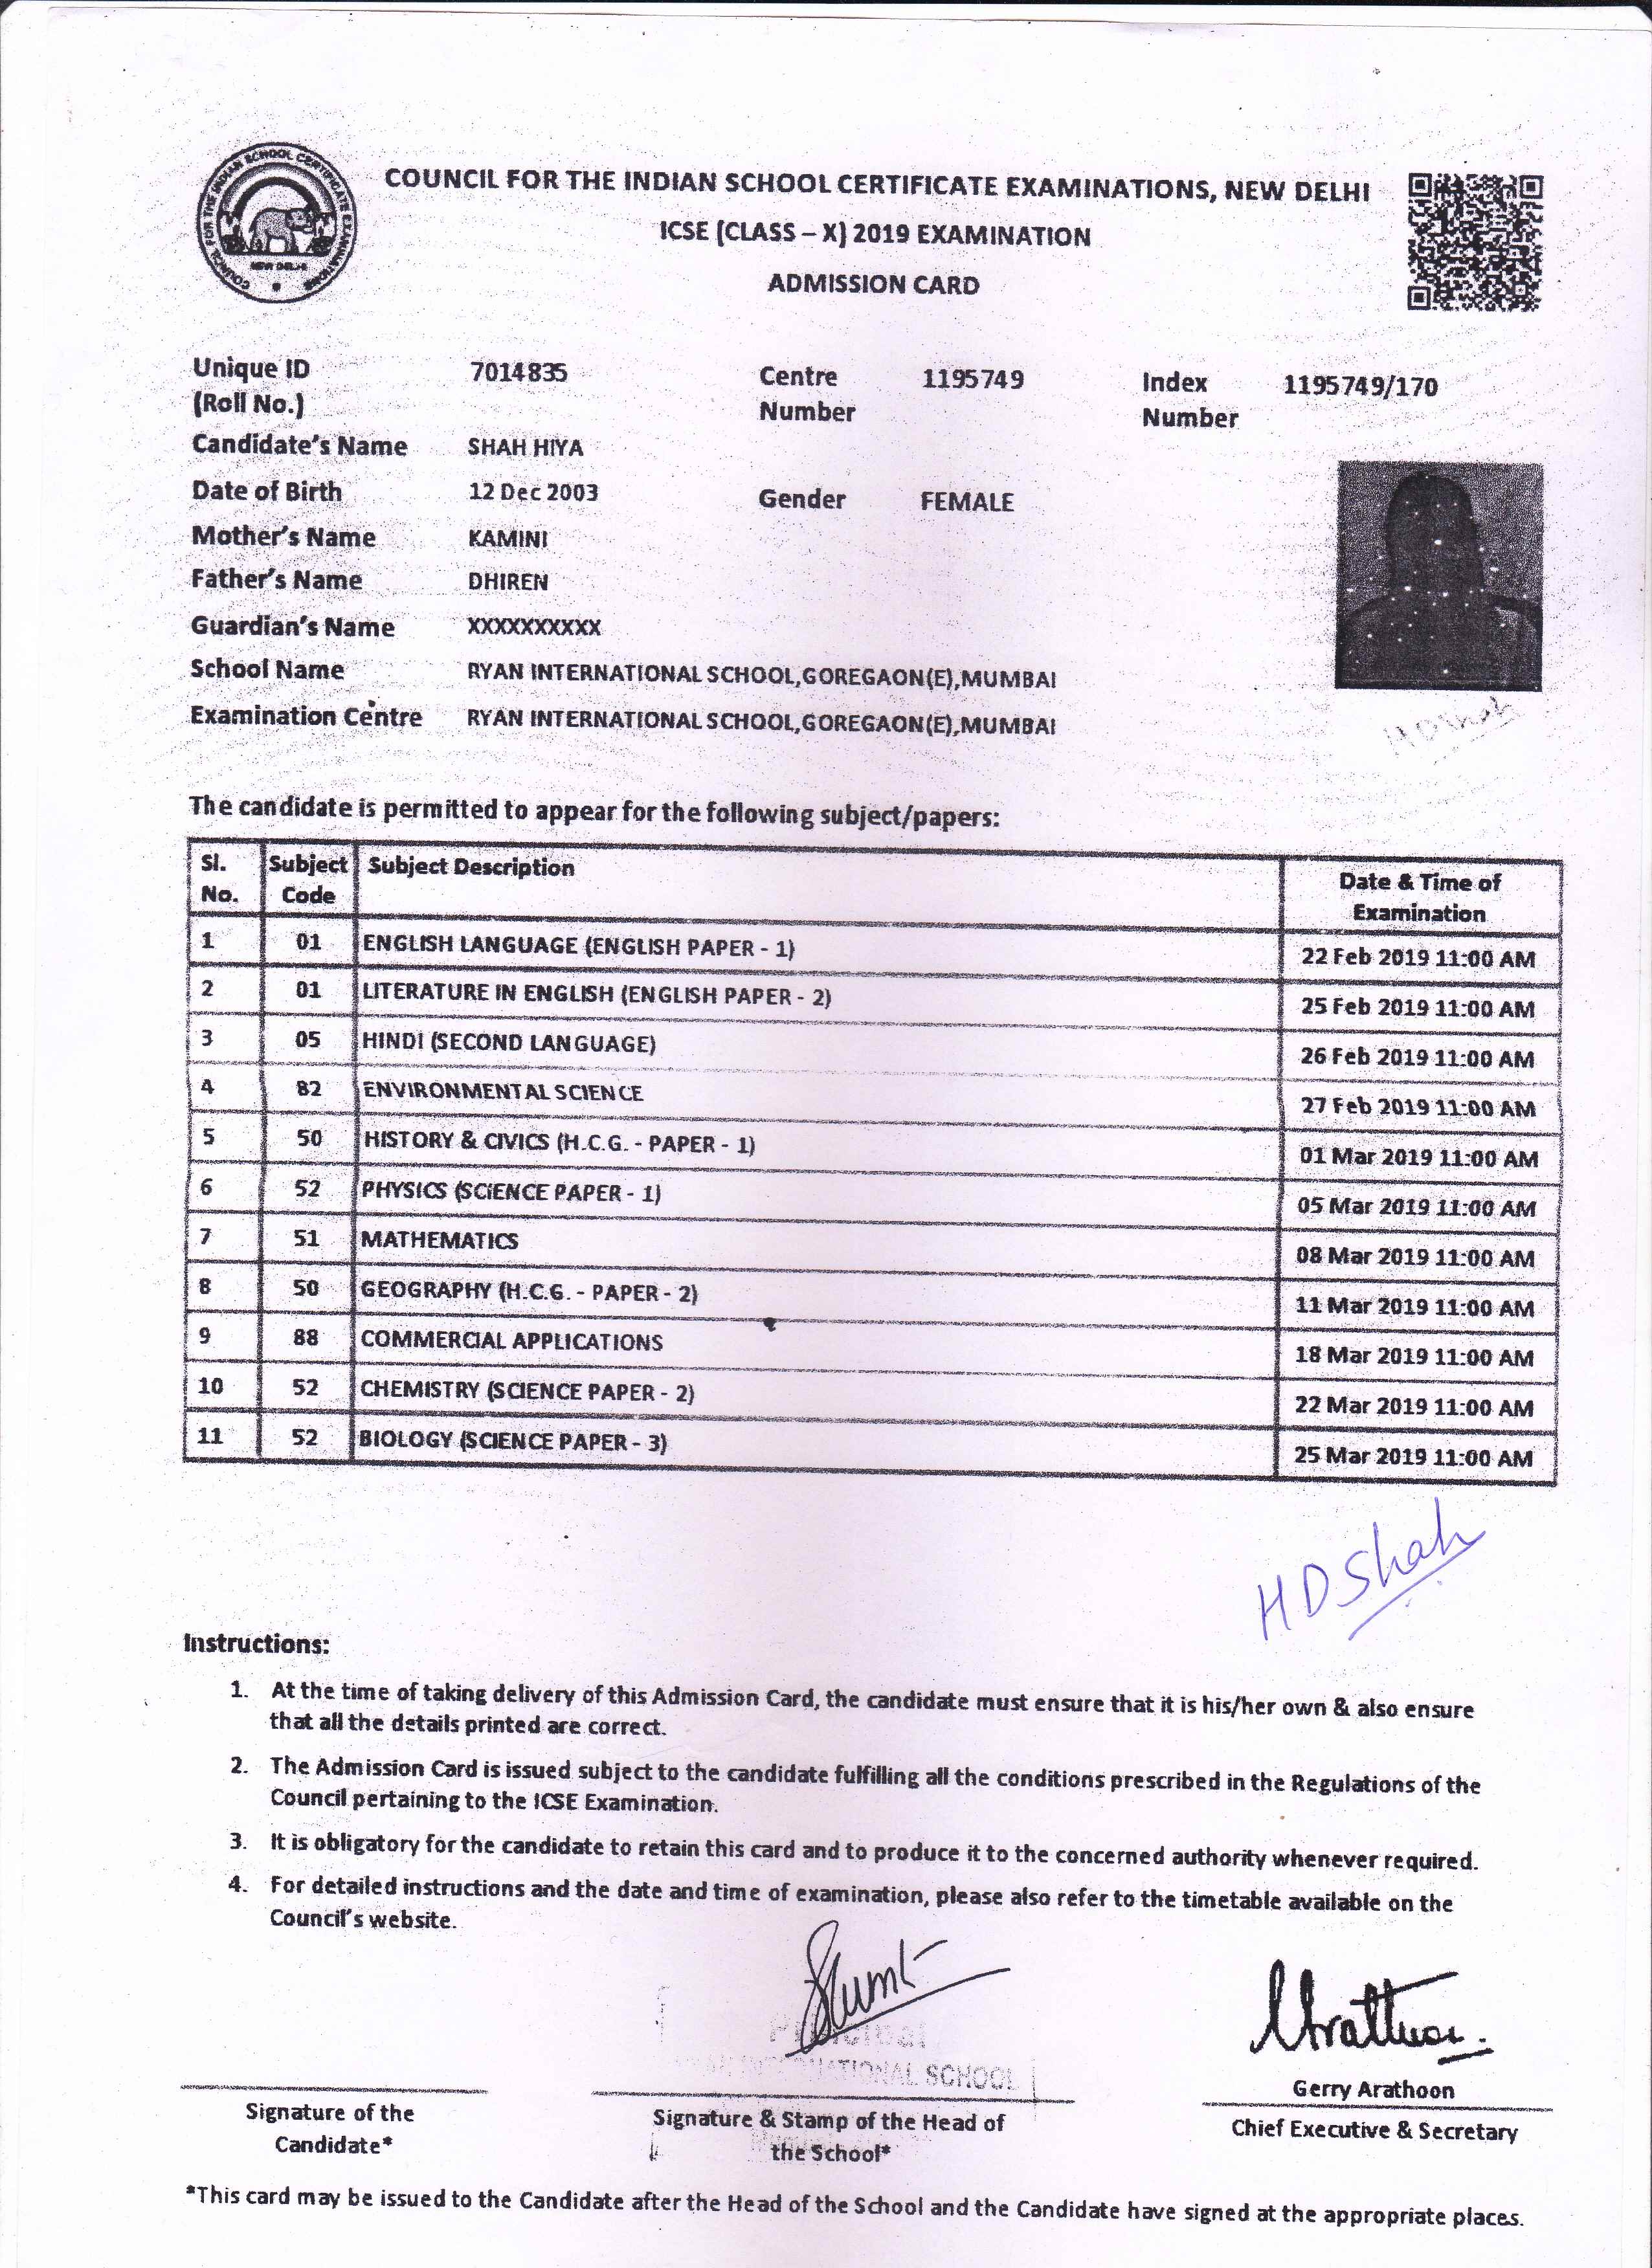 COUNCIL FOR THE INDIAN SCHOOL CERTIFICATE EXAMINATIONS
NEW DELHI
COUNCIL FOR THE INDIAN SCHOOL CERTIFICATE EXAMINATIONS, NEW DELHI
ICSE (CLASS – X) 2019 EXAMINATION
ADMISSION CARD
Unique ID (Roll No.) 7014835 Centre Number 1195749 Index Number 1195749/170
Candidate's Name SHAH HIYA
Date of Birth 12 Dec 2003 Gender FEMALE
Mother's Name KAMINI
Father's Name DHIREN
Guardian's Name XXXXXXXXXX
School Name RYAN INTERNATIONAL SCHOOL,GOREGAON(E),MUMBAI
Examination Centre RYAN INTERNATIONAL SCHOOL,GOREGAON(E),MUMBAI
HDShah
The candidate is permitted to appear for the following subject/papers:
Sl. No. Subject Code Subject Description Date & Time of Examination
1 01 ENGLISH LANGUAGE (ENGLISH PAPER - 1) 22 Feb 2019 11:00 AM
2 01 LITERATURE IN ENGLISH (ENGLISH PAPER - 2) 25 Feb 2019 11:00 AM
3 05 HINDI (SECOND LANGUAGE) 26 Feb 2019 11:00 AM
4 82 ENVIRONMENTAL SCIENCE 27 Feb 2019 11:00 AM
5 50 HISTORY & CIVICS (H.C.G. - PAPER - 1) 01 Mar 2019 11:00 AM
6 52 PHYSICS (SCIENCE PAPER - 1) 05 Mar 2019 11:00 AM
7 51 MATHEMATICS 08 Mar 2019 11:00 AM
8 50 GEOGRAPHY (H.C.G. - PAPER - 2) 11 Mar 2019 11:00 AM
9 88 COMMERCIAL APPLICATIONS 18 Mar 2019 11:00 AM
10 52 CHEMISTRY (SCIENCE PAPER - 2) 22 Mar 2019 11:00 AM
11 52 BIOLOGY (SCIENCE PAPER - 3) 25 Mar 2019 11:00 AM
HDShah
Instructions:
1. At the time of taking delivery of this Admission Card, the candidate must ensure that it is his/her own & also ensure
that all the details printed are correct.
2. The Admission Card is issued subject to the candidate fulfilling all the conditions prescribed in the Regulations of the
Council pertaining to the ICSE Examination.
3. It is obligatory for the candidate to retain this card and to produce it to the concerned authority whenever required.
4. For detailed instructions and the date and time of examination, please also refer to the timetable available on the
Council's website.
Principal
INTERNATIONAL SCHOOL
Gerry Arathoon
Signature of the Candidate*
Signature & Stamp of the Head of the School*
Chief Executive & Secretary
*This card may be issued to the Candidate after the Head of the School and the Candidate have signed at the appropriate places.